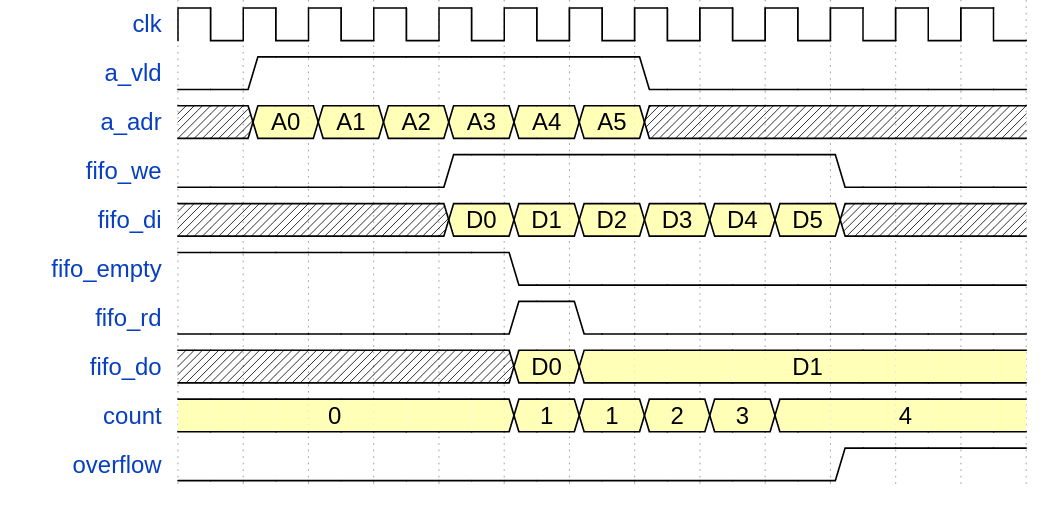 clk
a_vld
a_adr A0 A1 A2 A3 A4 A5
fifo_we
fifo_di D0 D1 D2 D3 D4 D5
fifo_empty
fifo_rd
fifo_do D0 D1
count 0 1 1 2 3 4
overflow